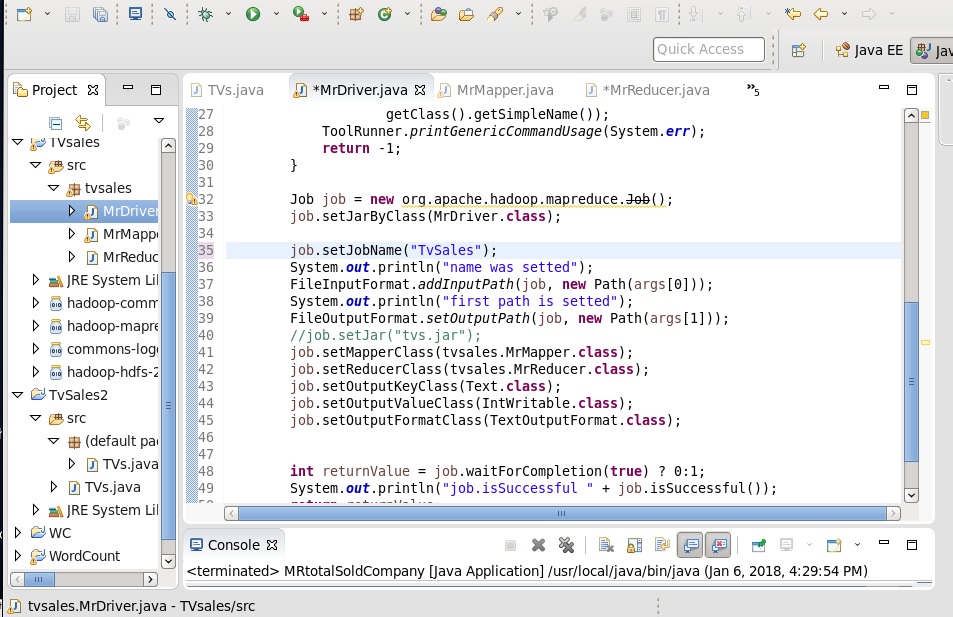 Quick Access
Java EE
Jav
Project
TVs.java
*MrDriver.java
MrMapper.java
*MrReducer.java
»5
TVsales
src
tvsales
MrDriver
MrMapp
MrReduc
JRE System Li
hadoop-comm
hadoop-mapre
commons-log
hadoop-hdfs-2
TvSales2
src
(default pa
TVs.java
TVs.java
JRE System Li
WC
WordCount
27 getClass().getSimpleName());
28 ToolRunner.printGenericCommandUsage(System.err);
29 return -1;
30 }
31
32 Job job = new org.apache.hadoop.mapreduce.Job();
33 job.setJarByClass(MrDriver.class);
34
35 job.setJobName("TvSales");
36 System.out.println("name was setted");
37 FileInputFormat.addInputPath(job, new Path(args[0]));
38 System.out.println("first path is setted");
39 FileOutputFormat.setOutputPath(job, new Path(args[1]));
40 //job.setJar("tvs.jar");
41 job.setMapperClass(tvsales.MrMapper.class);
42 job.setReducerClass(tvsales.MrReducer.class);
43 job.setOutputKeyClass(Text.class);
44 job.setOutputValueClass(IntWritable.class);
45 job.setOutputFormatClass(TextOutputFormat.class);
46
47
48 int returnValue = job.waitForCompletion(true) ? 0:1;
49 System.out.println("job.isSuccessful " + job.isSuccessful());
Console
<terminated> MRtotalSoldCompany [Java Application] /usr/local/java/bin/java (Jan 6, 2018, 4:29:54 PM)
tvsales.MrDriver.java - TVsales/src